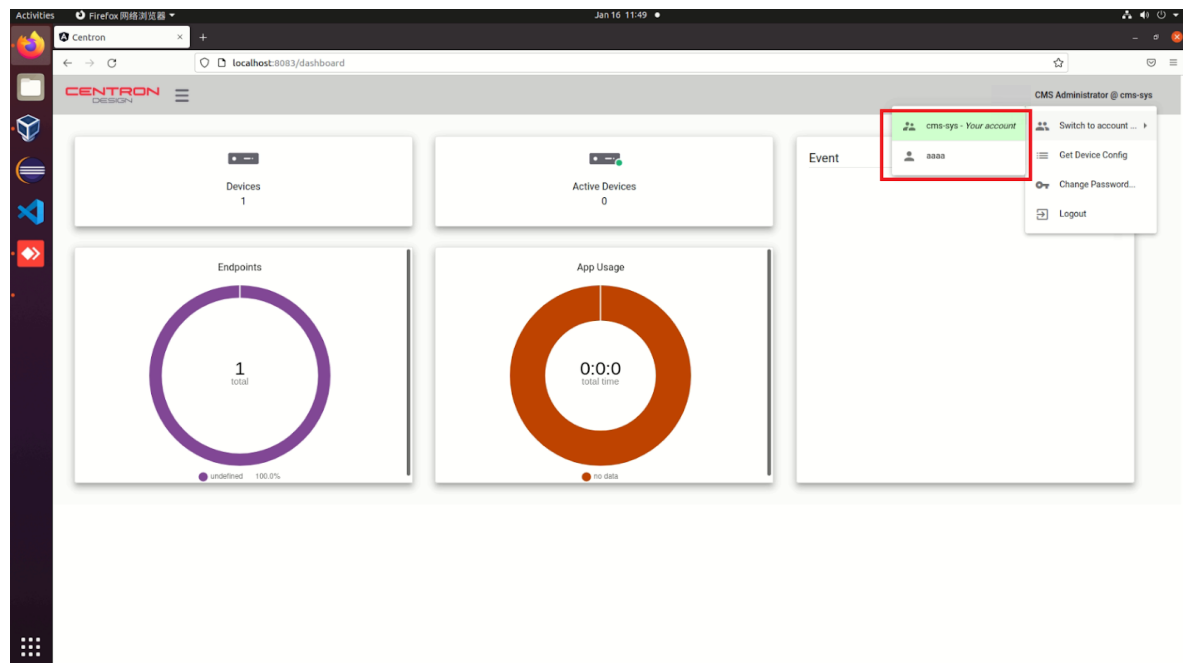 Activities
Firefox 网络浏览器
Jan 16 11:49
Centron
localhost:8083/dashboard
CENTRON
DESIGN
CMS Administrator @ cms-sys
cms-sys - Your account
aaaa
Switch to account ...
Get Device Config
Change Password...
Logout
Devices
1
Active Devices
0
Event
Endpoints
1
total
undefined 100.0%
App Usage
0:0:0
total time
no data